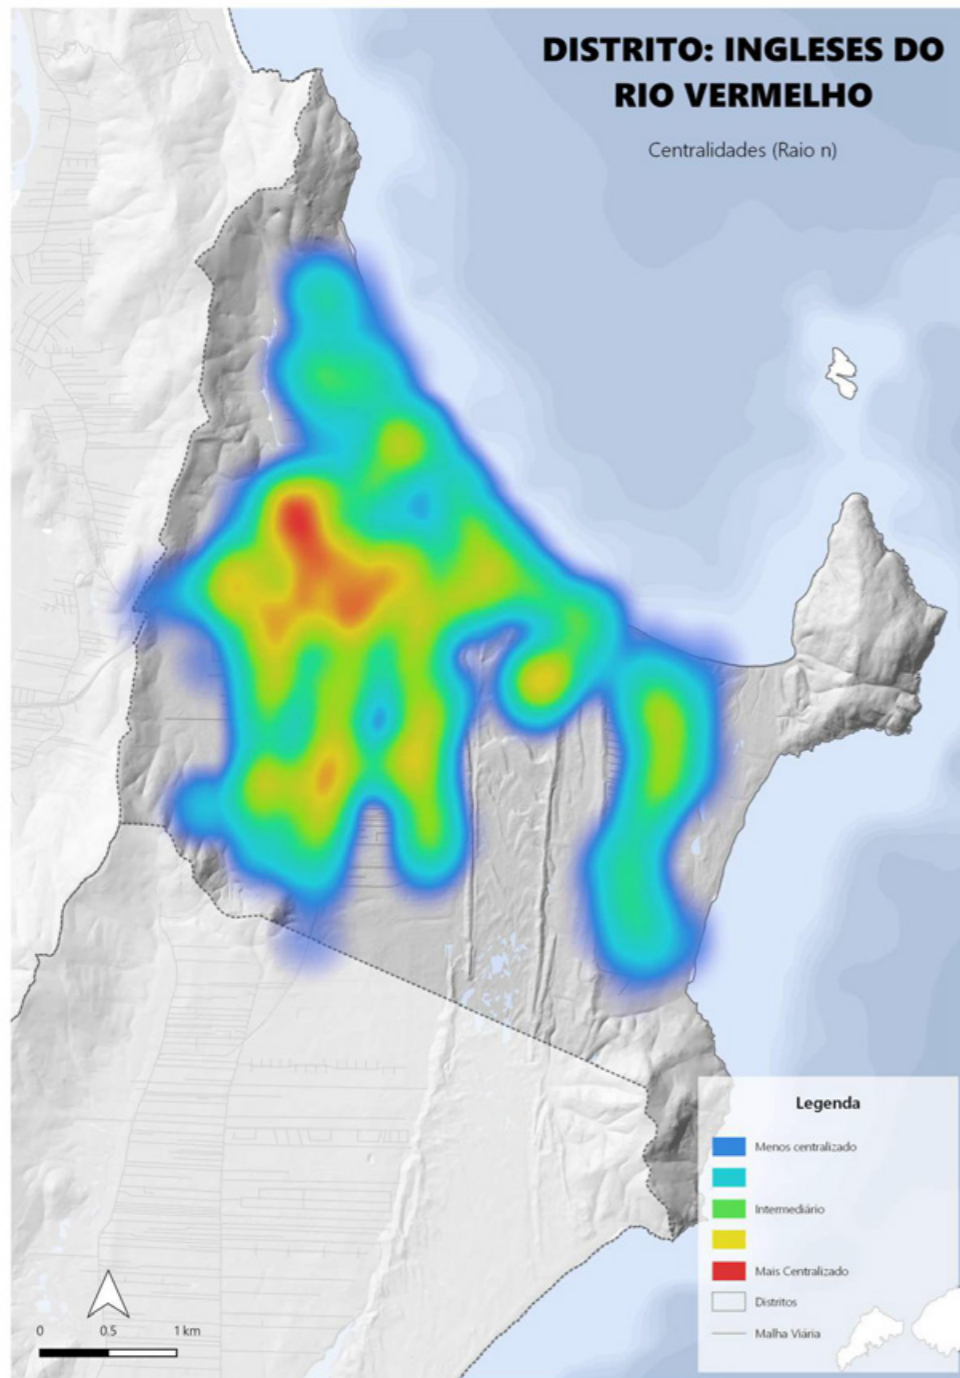 DISTRITO: INGLESES DO
RIO VERMELHO
Centralidades (Raio n)
Legenda
Menos centralizado
Intermediário
Mais Centralizado
Distritos
Malha Viária
0 0.5 1 km